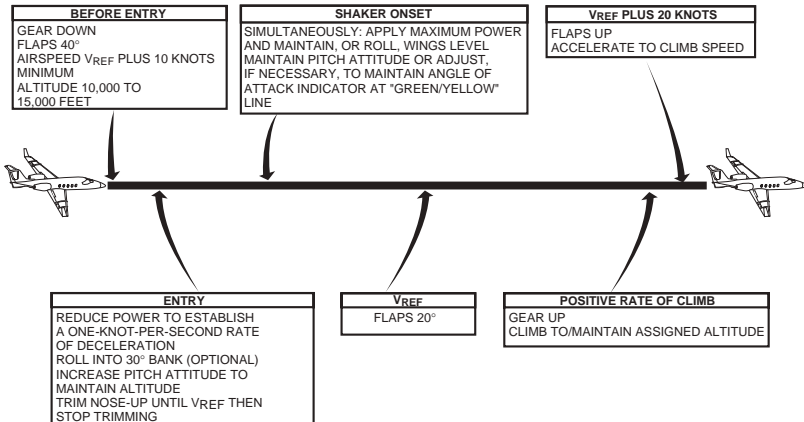 BEFORE ENTRY
GEAR DOWN
FLAPS 40°
AIRSPEED VREF PLUS 10 KNOTS
MINIMUM
ALTITUDE 10,000 TO
15,000 FEET
SHAKER ONSET
SIMULTANEOUSLY: APPLY MAXIMUM POWER
AND MAINTAIN, OR ROLL, WINGS LEVEL
MAINTAIN PITCH ATTITUDE OR ADJUST,
IF NECESSARY, TO MAINTAIN ANGLE OF
ATTACK INDICATOR AT "GREEN/YELLOW"
LINE
VREF PLUS 20 KNOTS
FLAPS UP
ACCELERATE TO CLIMB SPEED
ENTRY
REDUCE POWER TO ESTABLISH
A ONE-KNOT-PER-SECOND RATE
OF DECELERATION
ROLL INTO 30° BANK (OPTIONAL)
INCREASE PITCH ATTITUDE TO
MAINTAIN ALTITUDE
TRIM NOSE-UP UNTIL VREF THEN
STOP TRIMMING
VREF
FLAPS 20°
POSITIVE RATE OF CLIMB
GEAR UP
CLIMB TO/MAINTAIN ASSIGNED ALTITUDE